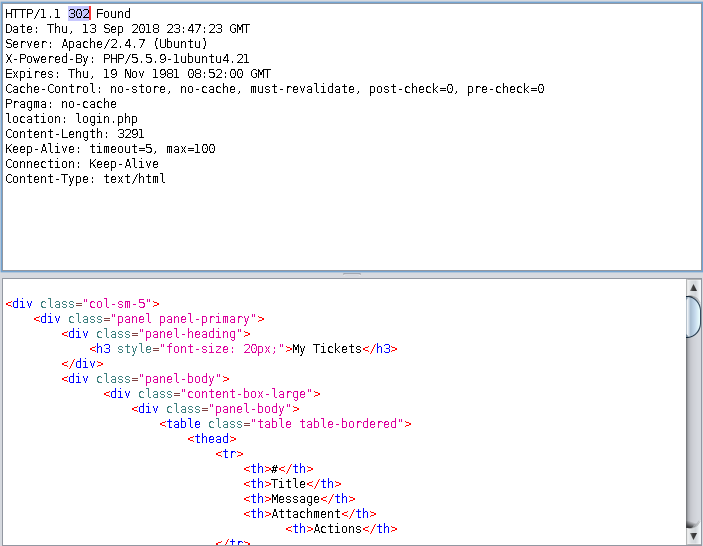 HTTP/1.1 302 Found
Date: Thu, 13 Sep 2018 23:47:23 GMT
Server: Apache/2.4.7 (Ubuntu)
X-Powered-By: PHP/5.5.9-1ubuntu4.21
Expires: Thu, 19 Nov 1981 08:52:00 GMT
Cache-Control: no-store, no-cache, must-revalidate, post-check=0, pre-check=0
Pragma: no-cache
location: login.php
Content-Length: 3291
Keep-Alive: timeout=5, max=100
Connection: Keep-Alive
Content-Type: text/html
<div class="col-sm-5">
<div class="panel panel-primary">
<div class="panel-heading">
<h3 style="font-size: 20px;">My Tickets</h3>
</div>
<div class="panel-body">
<div class="content-box-large">
<div class="panel-body">
<table class="table table-bordered">
<thead>
<tr>
<th>#</th>
<th>Title</th>
<th>Message</th>
<th>Attachment</th>
<th>Actions</th>
</tr>